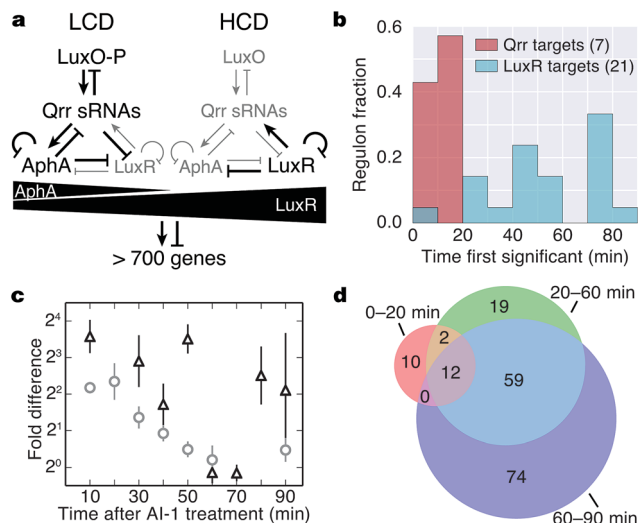 a
LCD
HCD
LuxO-P
LuxO
Qrr sRNAs
Qrr sRNAs
AphA
LuxR
AphA
LuxR
AphA
LuxR
> 700 genes
b
Regulon fraction
0.6
0.4
0.2
0.0
Qrr targets (7)
LuxR targets (21)
0 20 40 60 80
Time first significant (min)
c
Fold difference
2⁴
2³
2²
2¹
2⁰
10 30 50 70 90
Time after AI-1 treatment (min)
d
0–20 min
20–60 min
60–90 min
19
2
10
12
59
0
74